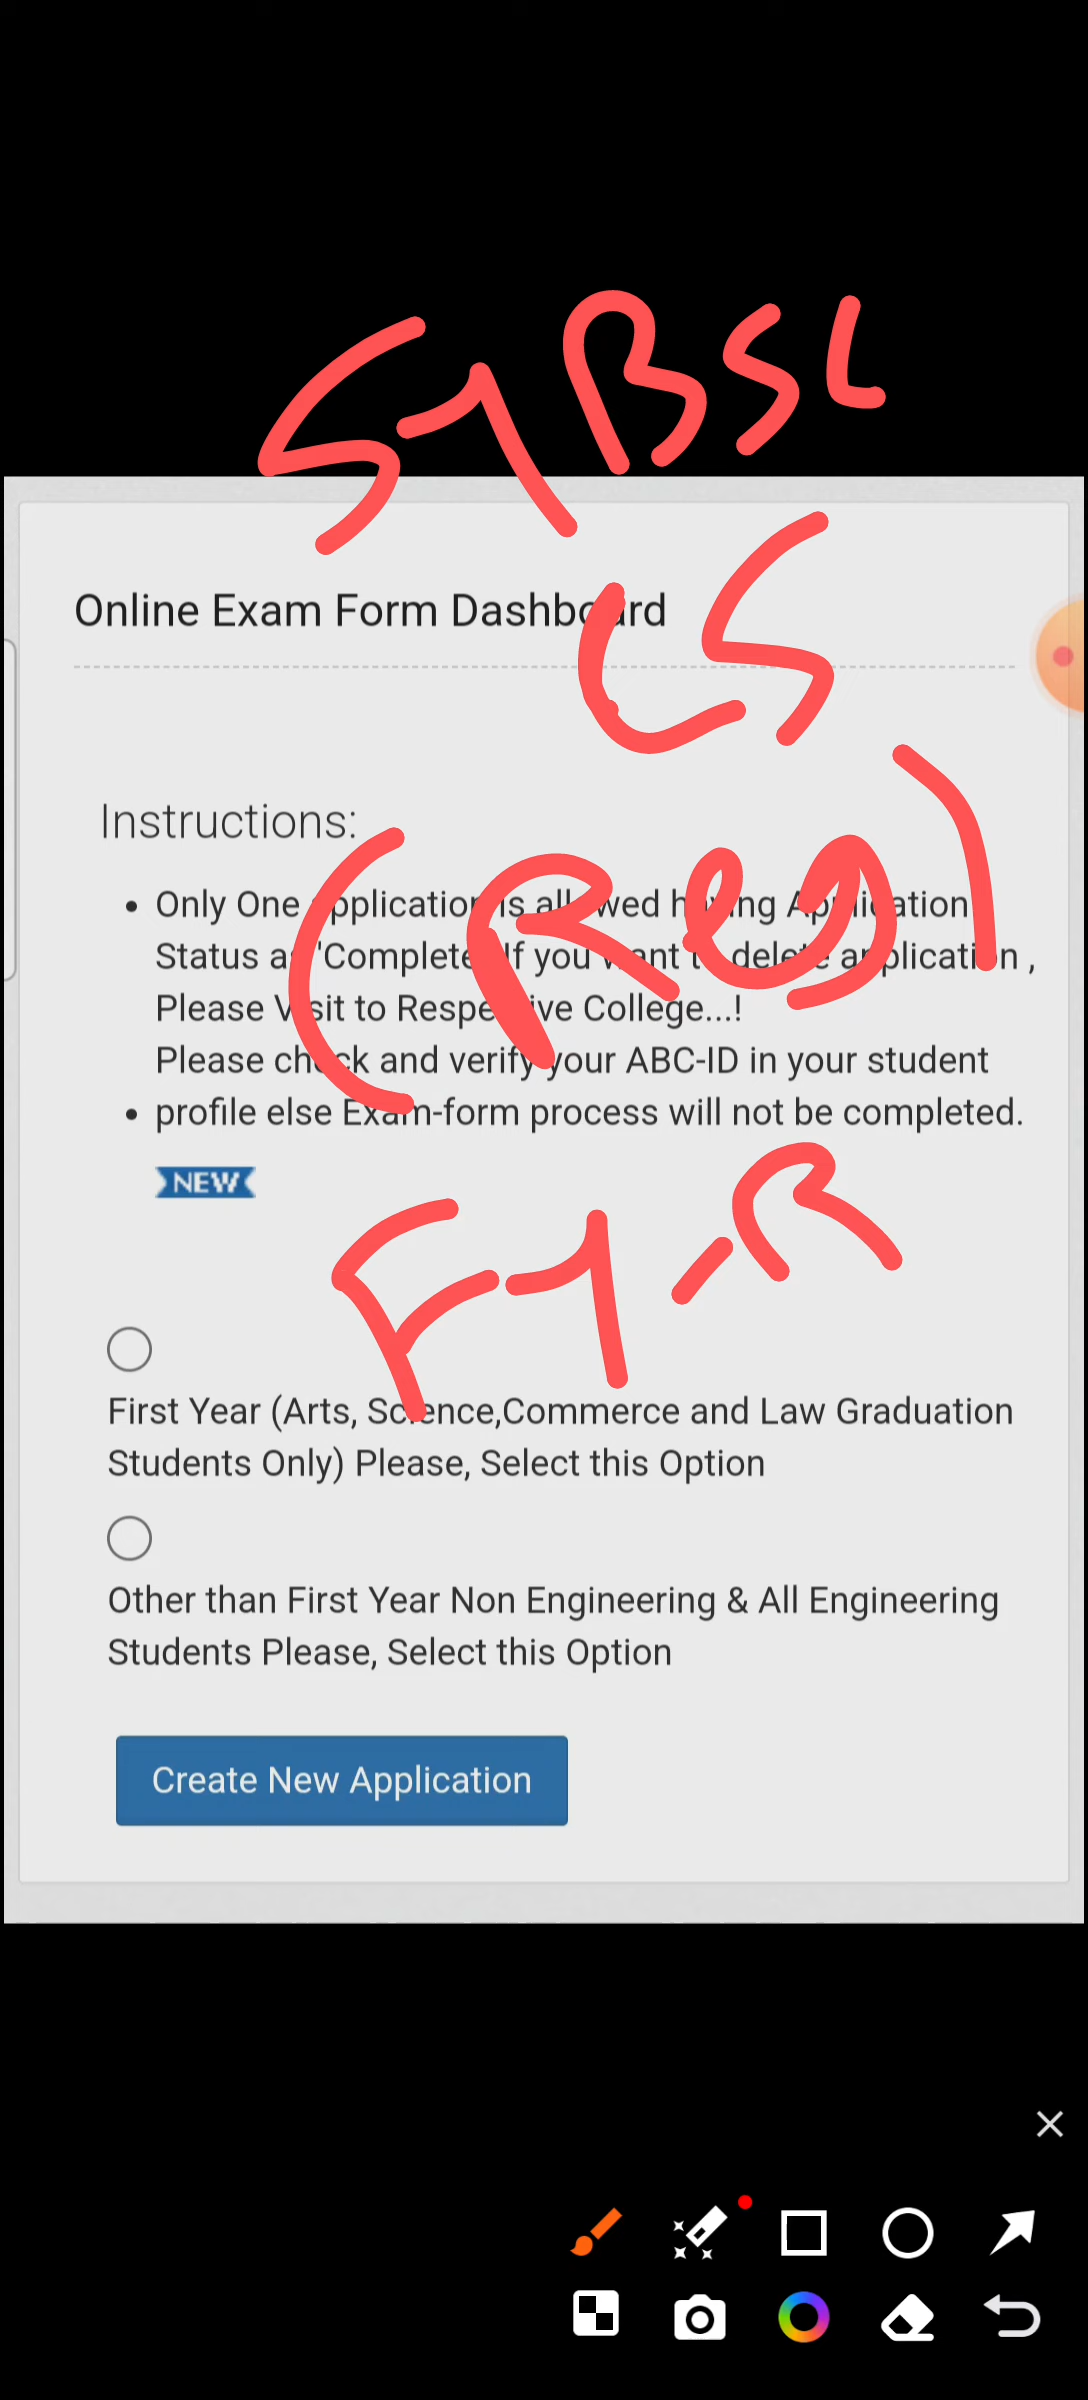 SYBSC
Online Exam Form Dashboard
CS
Instructions:
(Reg)
Only One Application is allowed having Application
Status as 'Complete' If you want to delete application ,
Please Visit to Respective College...!
Please check and verify your ABC-ID in your student
profile else Exam-form process will not be completed.
NEW
FY-R
First Year (Arts, Science,Commerce and Law Graduation
Students Only) Please, Select this Option
Other than First Year Non Engineering & All Engineering
Students Please, Select this Option
Create New Application